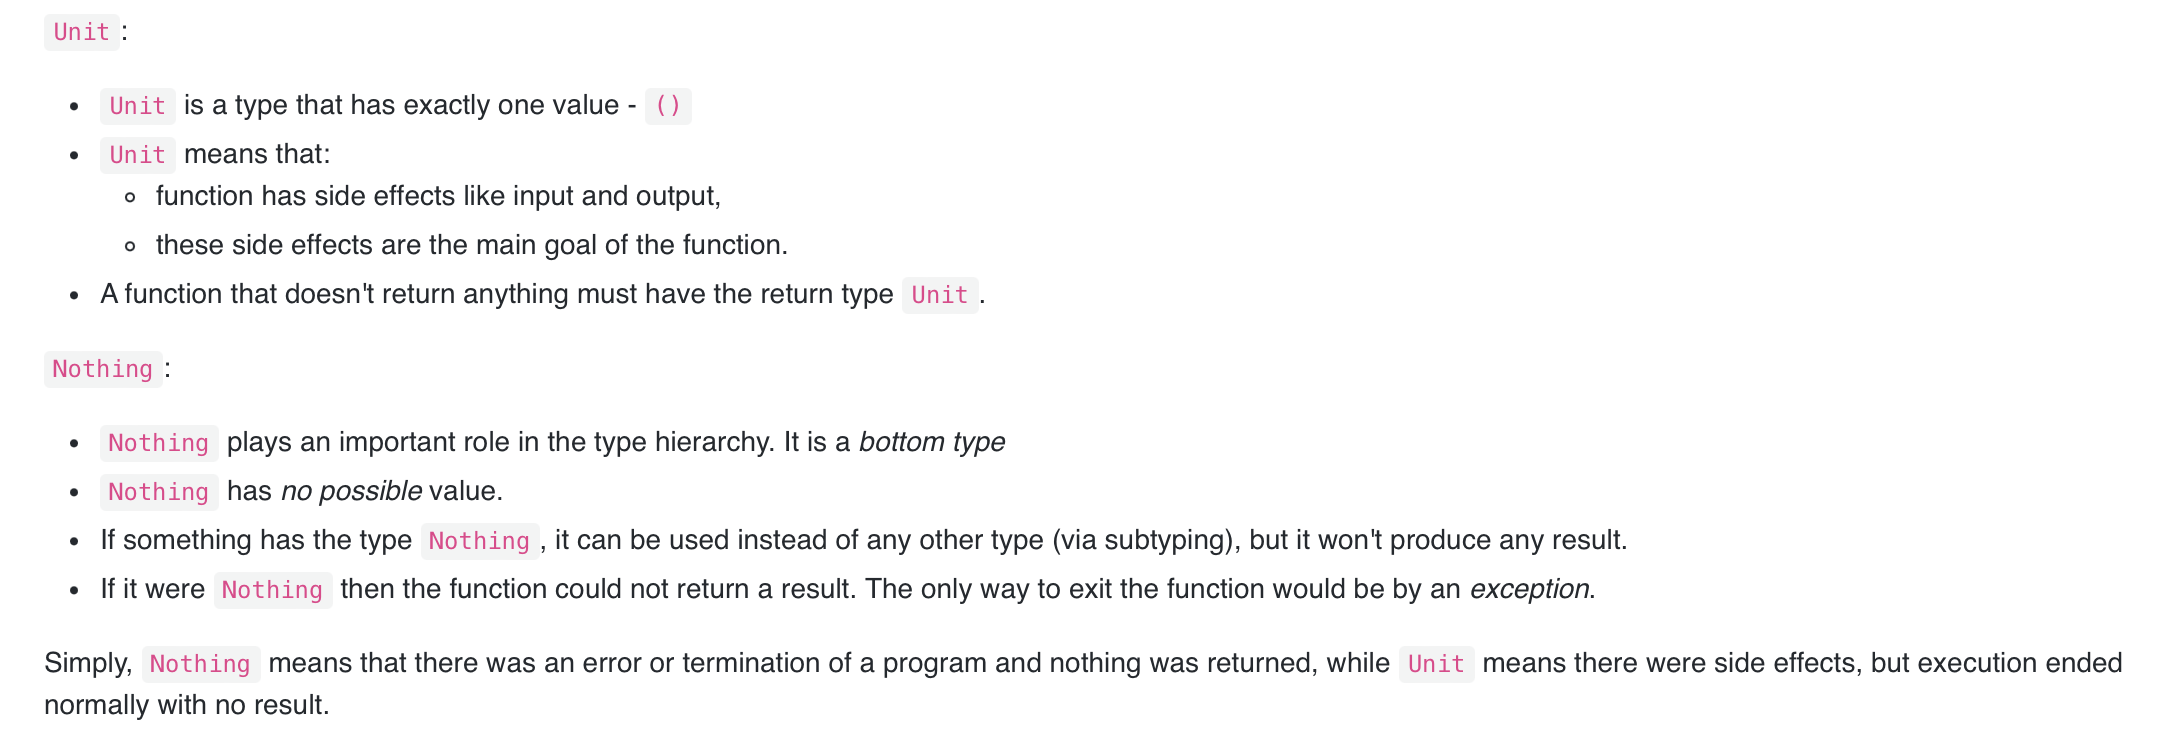 Unit:
Unit is a type that has exactly one value - ()
Unit means that:
function has side effects like input and output,
these side effects are the main goal of the function.
A function that doesn't return anything must have the return type Unit.
Nothing:
Nothing plays an important role in the type hierarchy. It is a bottom type
Nothing has no possible value.
If something has the type Nothing, it can be used instead of any other type (via subtyping), but it won't produce any result.
If it were Nothing then the function could not return a result. The only way to exit the function would be by an exception.
Simply, Nothing means that there was an error or termination of a program and nothing was returned, while Unit means there were side effects, but execution ended
normally with no result.